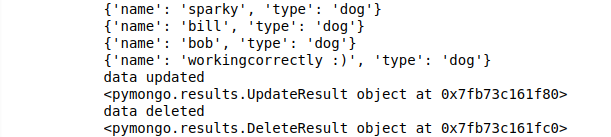 {'name': 'sparky', 'type': 'dog'}
{'name': 'bill', 'type': 'dog'}
{'name': 'bob', 'type': 'dog'}
{'name': 'workingcorrectly :)', 'type': 'dog'}
data updated
<pymongo.results.UpdateResult object at 0x7fb73c161f80>
data deleted
<pymongo.results.DeleteResult object at 0x7fb73c161fc0>